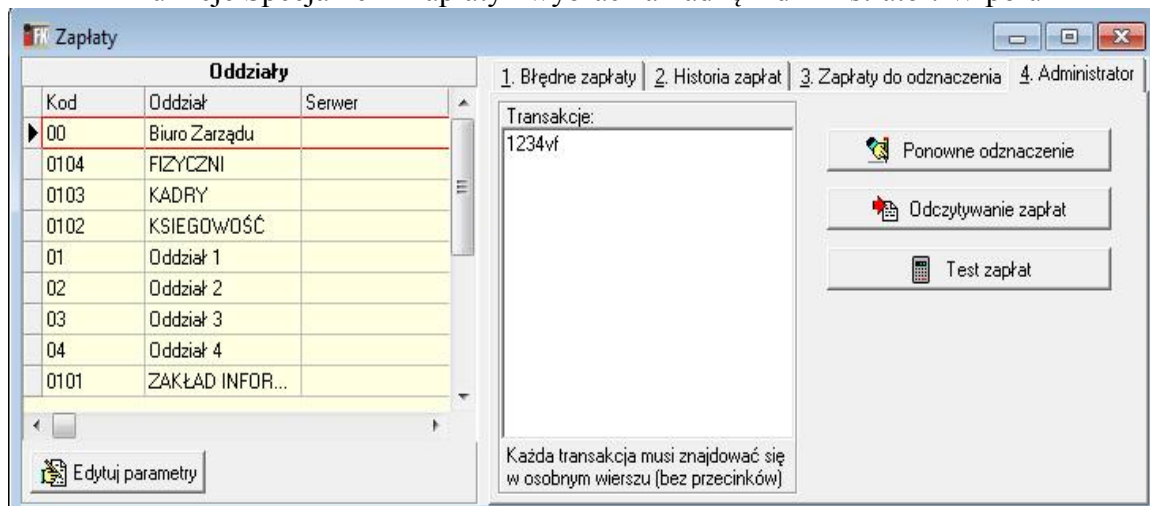 Zapłaty
Oddziały
Kod Oddział Serwer
00 Biuro Zarządu
0104 FIZYCZNI
0103 KADRY
0102 KSIEGOWOŚĆ
01 Oddział 1
02 Oddział 2
03 Oddział 3
04 Oddział 4
0101 ZAKŁAD INFOR...
Edytuj parametry
1. Błędne zapłaty 2. Historia zapłat 3. Zapłaty do odznaczenia 4. Administrator
Transakcje:
1234vf
Każda transakcja musi znajdować się
w osobnym wierszu (bez przecinków)
Ponowne odznaczenie
Odczytywanie zapłat
Test zapłat